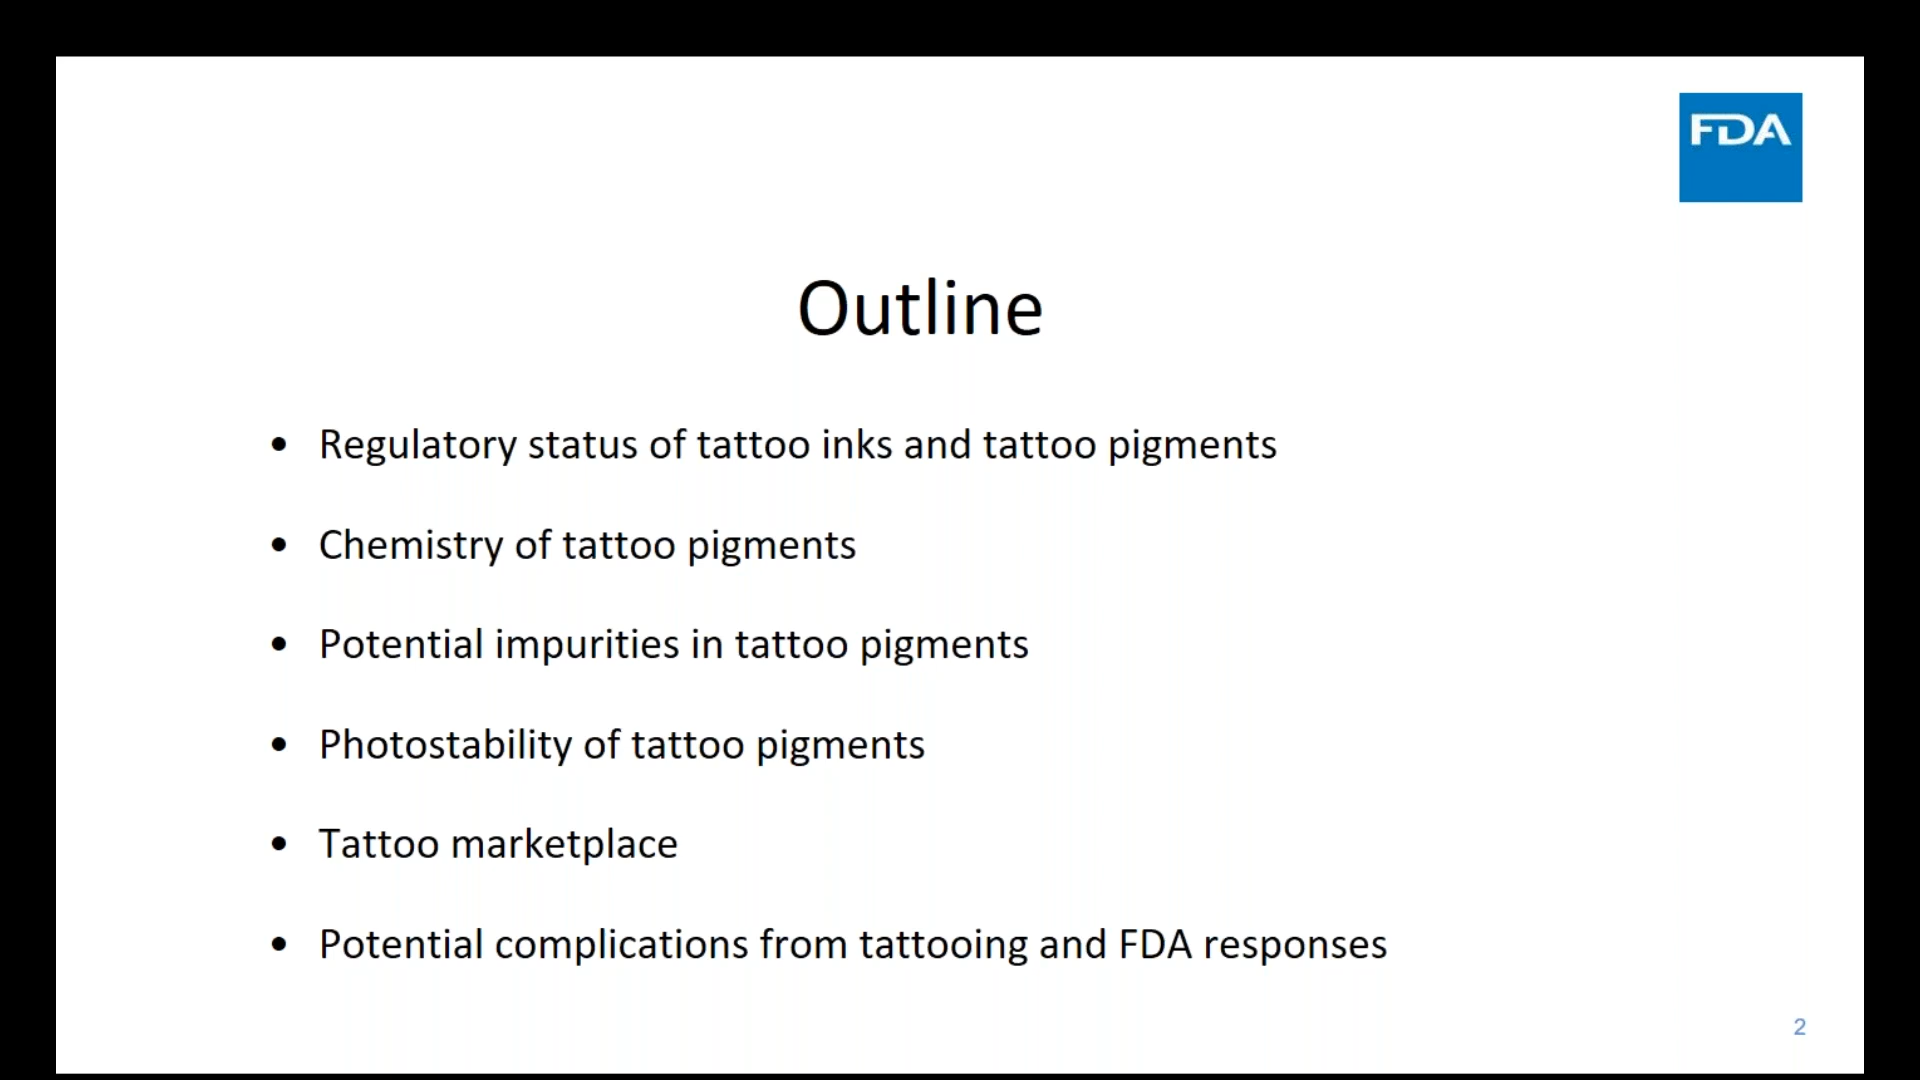 FDA
Outline
• Regulatory status of tattoo inks and tattoo pigments
• Chemistry of tattoo pigments
• Potential impurities in tattoo pigments
• Photostability of tattoo pigments
• Tattoo marketplace
• Potential complications from tattooing and FDA responses
2